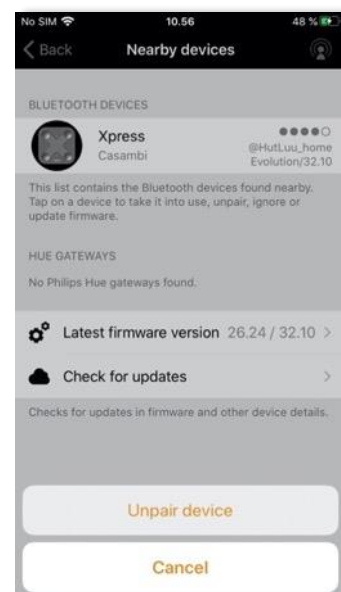 No SIM 10.56 48 %
Back Nearby devices
BLUETOOTH DEVICES
Xpress
Casambi
@HutLuu_home
Evolution/32.10
This list contains the Bluetooth devices found nearby.
Tap on a device to take it into use, unpair, ignore or
update firmware.
HUE GATEWAYS
No Philips Hue gateways found.
Latest firmware version 26.24 / 32.10
Check for updates
Checks for updates in firmware and other device details.
Unpair device
Cancel